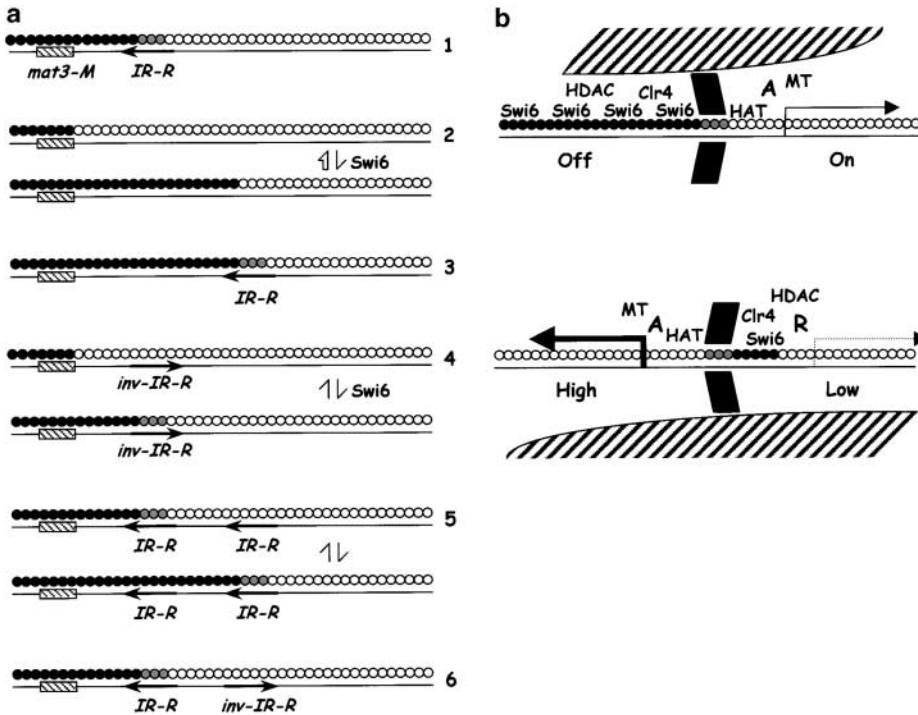 a
1
mat3-M IR-R
2
Swi6
3
IR-R
4
inv-IR-R
Swi6
inv-IR-R
5
IR-R IR-R
IR-R IR-R
6
IR-R inv-IR-R
b
HDAC Clr4 A MT
Swi6 Swi6 Swi6 Swi6 HAT
Off On
HDAC
MT Clr4 R
A HAT Swi6
High Low